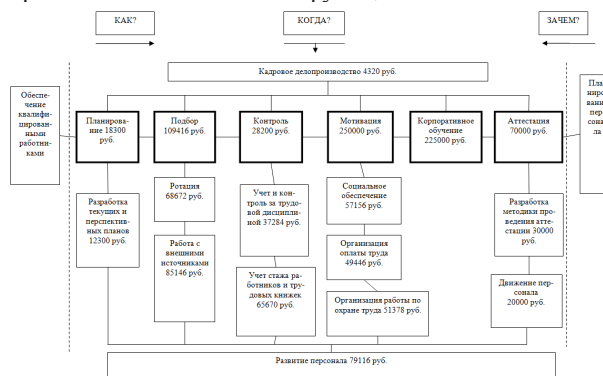 КАК?
КОГДА?
ЗАЧЕМ?
Кадровое делопроизводство 4320 руб.
Обеспе-
чение
квалифи-
цирован-
ными
работни-
ками
Планирова-
ние 18300
руб.
Подбор
109416 руб.
Контроль
28200 руб.
Мотивация
250000 руб.
Корпоративное
обучение
225000 руб.
Аттестация
70000 руб.
Разработка
текущих и
перспектив-
ных планов
12300 руб.
Ротация
68672 руб.
Работа с
внешними
источниками
85146 руб.
Учет и кон-
троль за трудо-
вой дисципли-
ной 37284 руб.
Учет стажа ра-
ботников и тру-
довых книжек
65670 руб.
Социальное
обеспечение
57156 руб.
Организация
оплаты труда
49446 руб.
Организация работы по
охране труда 51378 руб.
Разработка
методики про-
ведения атте-
стации 30000
руб.
Движение пер-
сонала
20000 руб.
Развитие персонала 79116 руб.